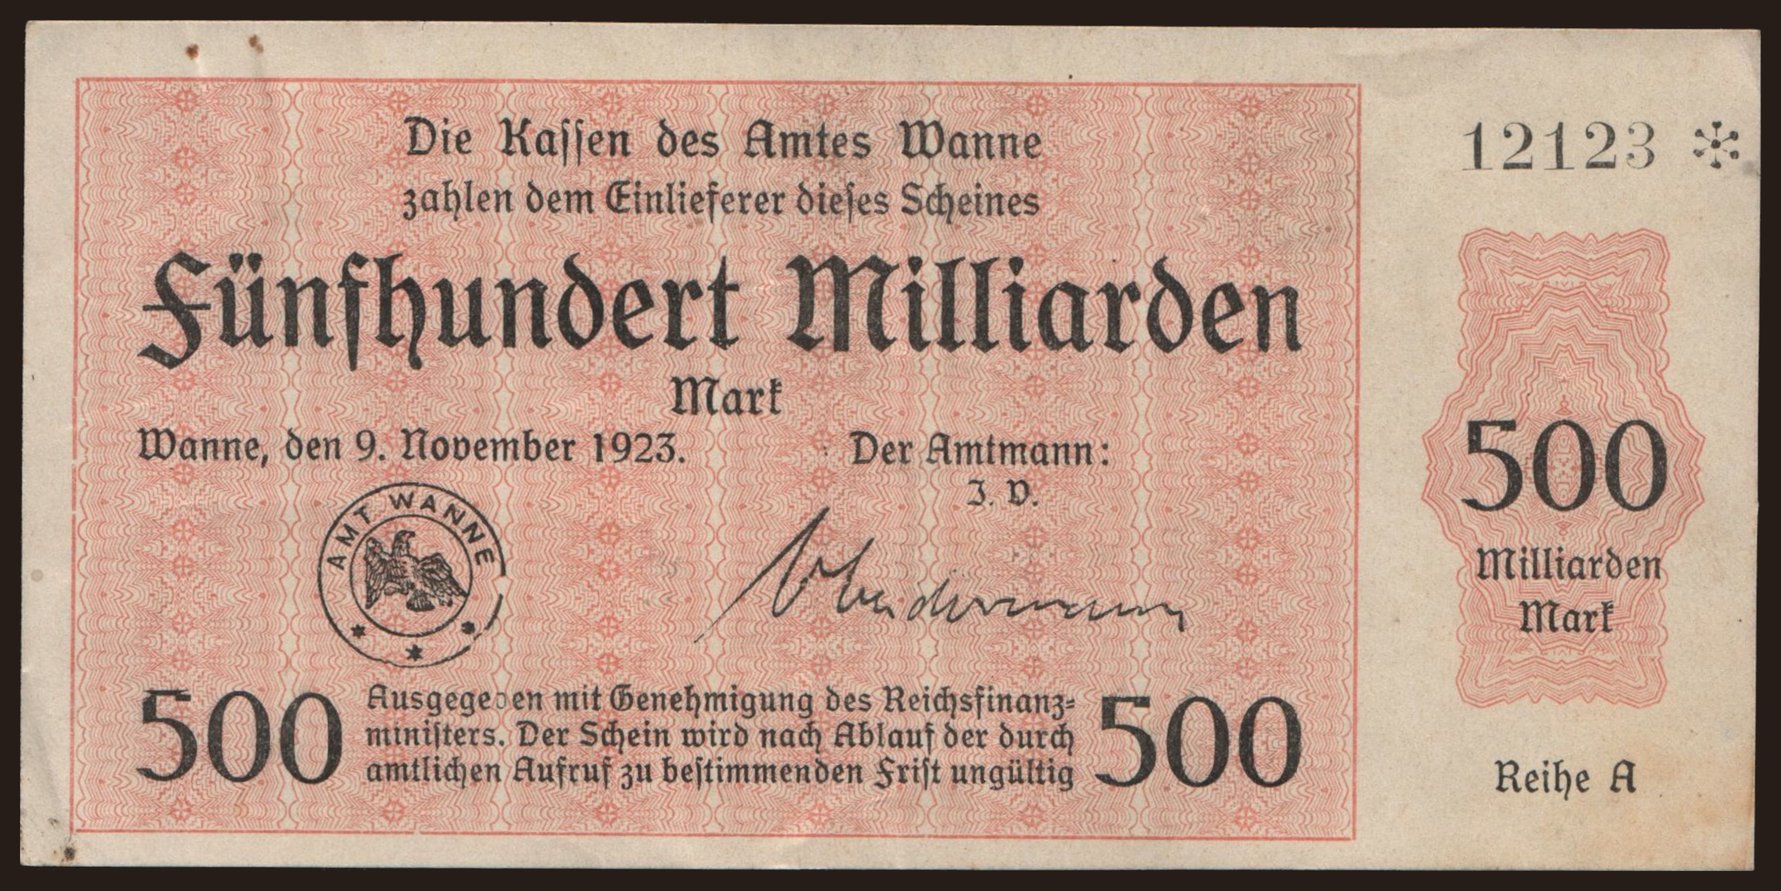 Die Kassen des Amtes Wanne
zahlen dem Einlieferer dieses Scheines
Fünfhundert Milliarden
Mark
Wanne, den 9. November 1923.
Der Amtmann:
J. V.
AMT WANNE
500
Ausgegeben mit Genehmigung des Reichsfinanz-
ministers. Der Schein wird nach Ablauf der durch
amtlichen Aufruf zu bestimmenden Frist ungültig
500
12123 *
500
Milliarden
Mark
Reihe A